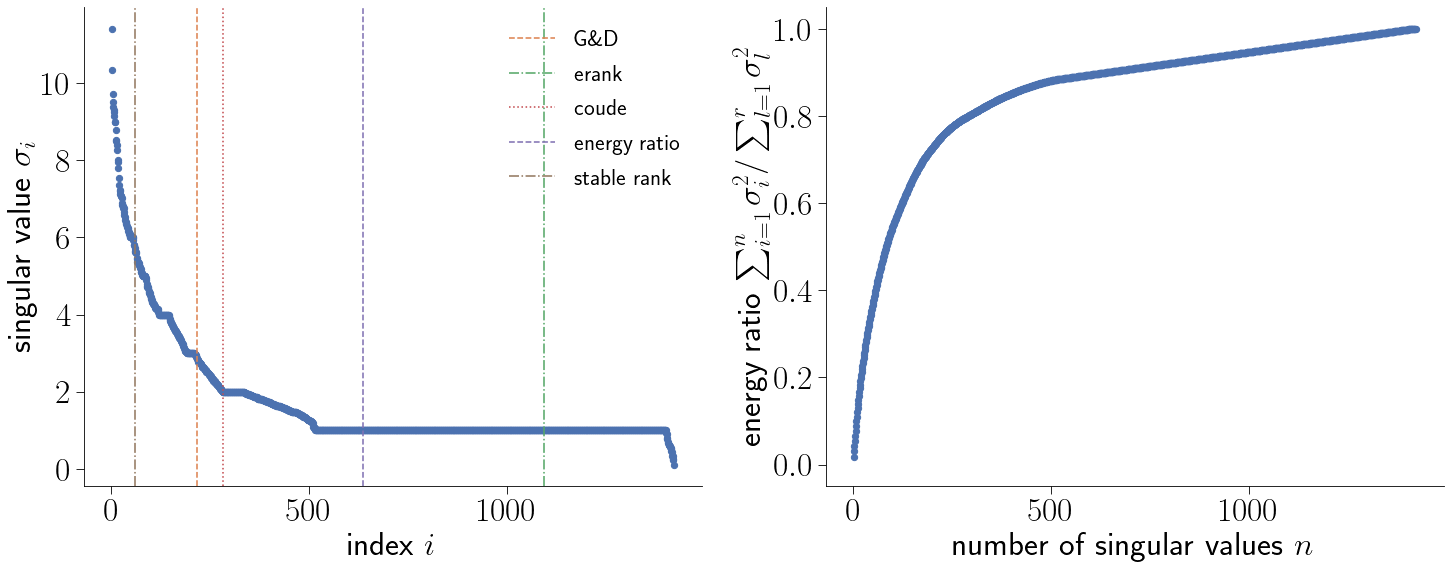 singular value σ_i
10
8
6
4
2
0
0 500 1000
index i
G&D
erank
coude
energy ratio
stable rank
energy ratio ∑_{i=1}^{n} σ_i^2 / ∑_{l=1}^{r} σ_l^2
1.0
0.8
0.6
0.4
0.2
0.0
0 500 1000
number of singular values n